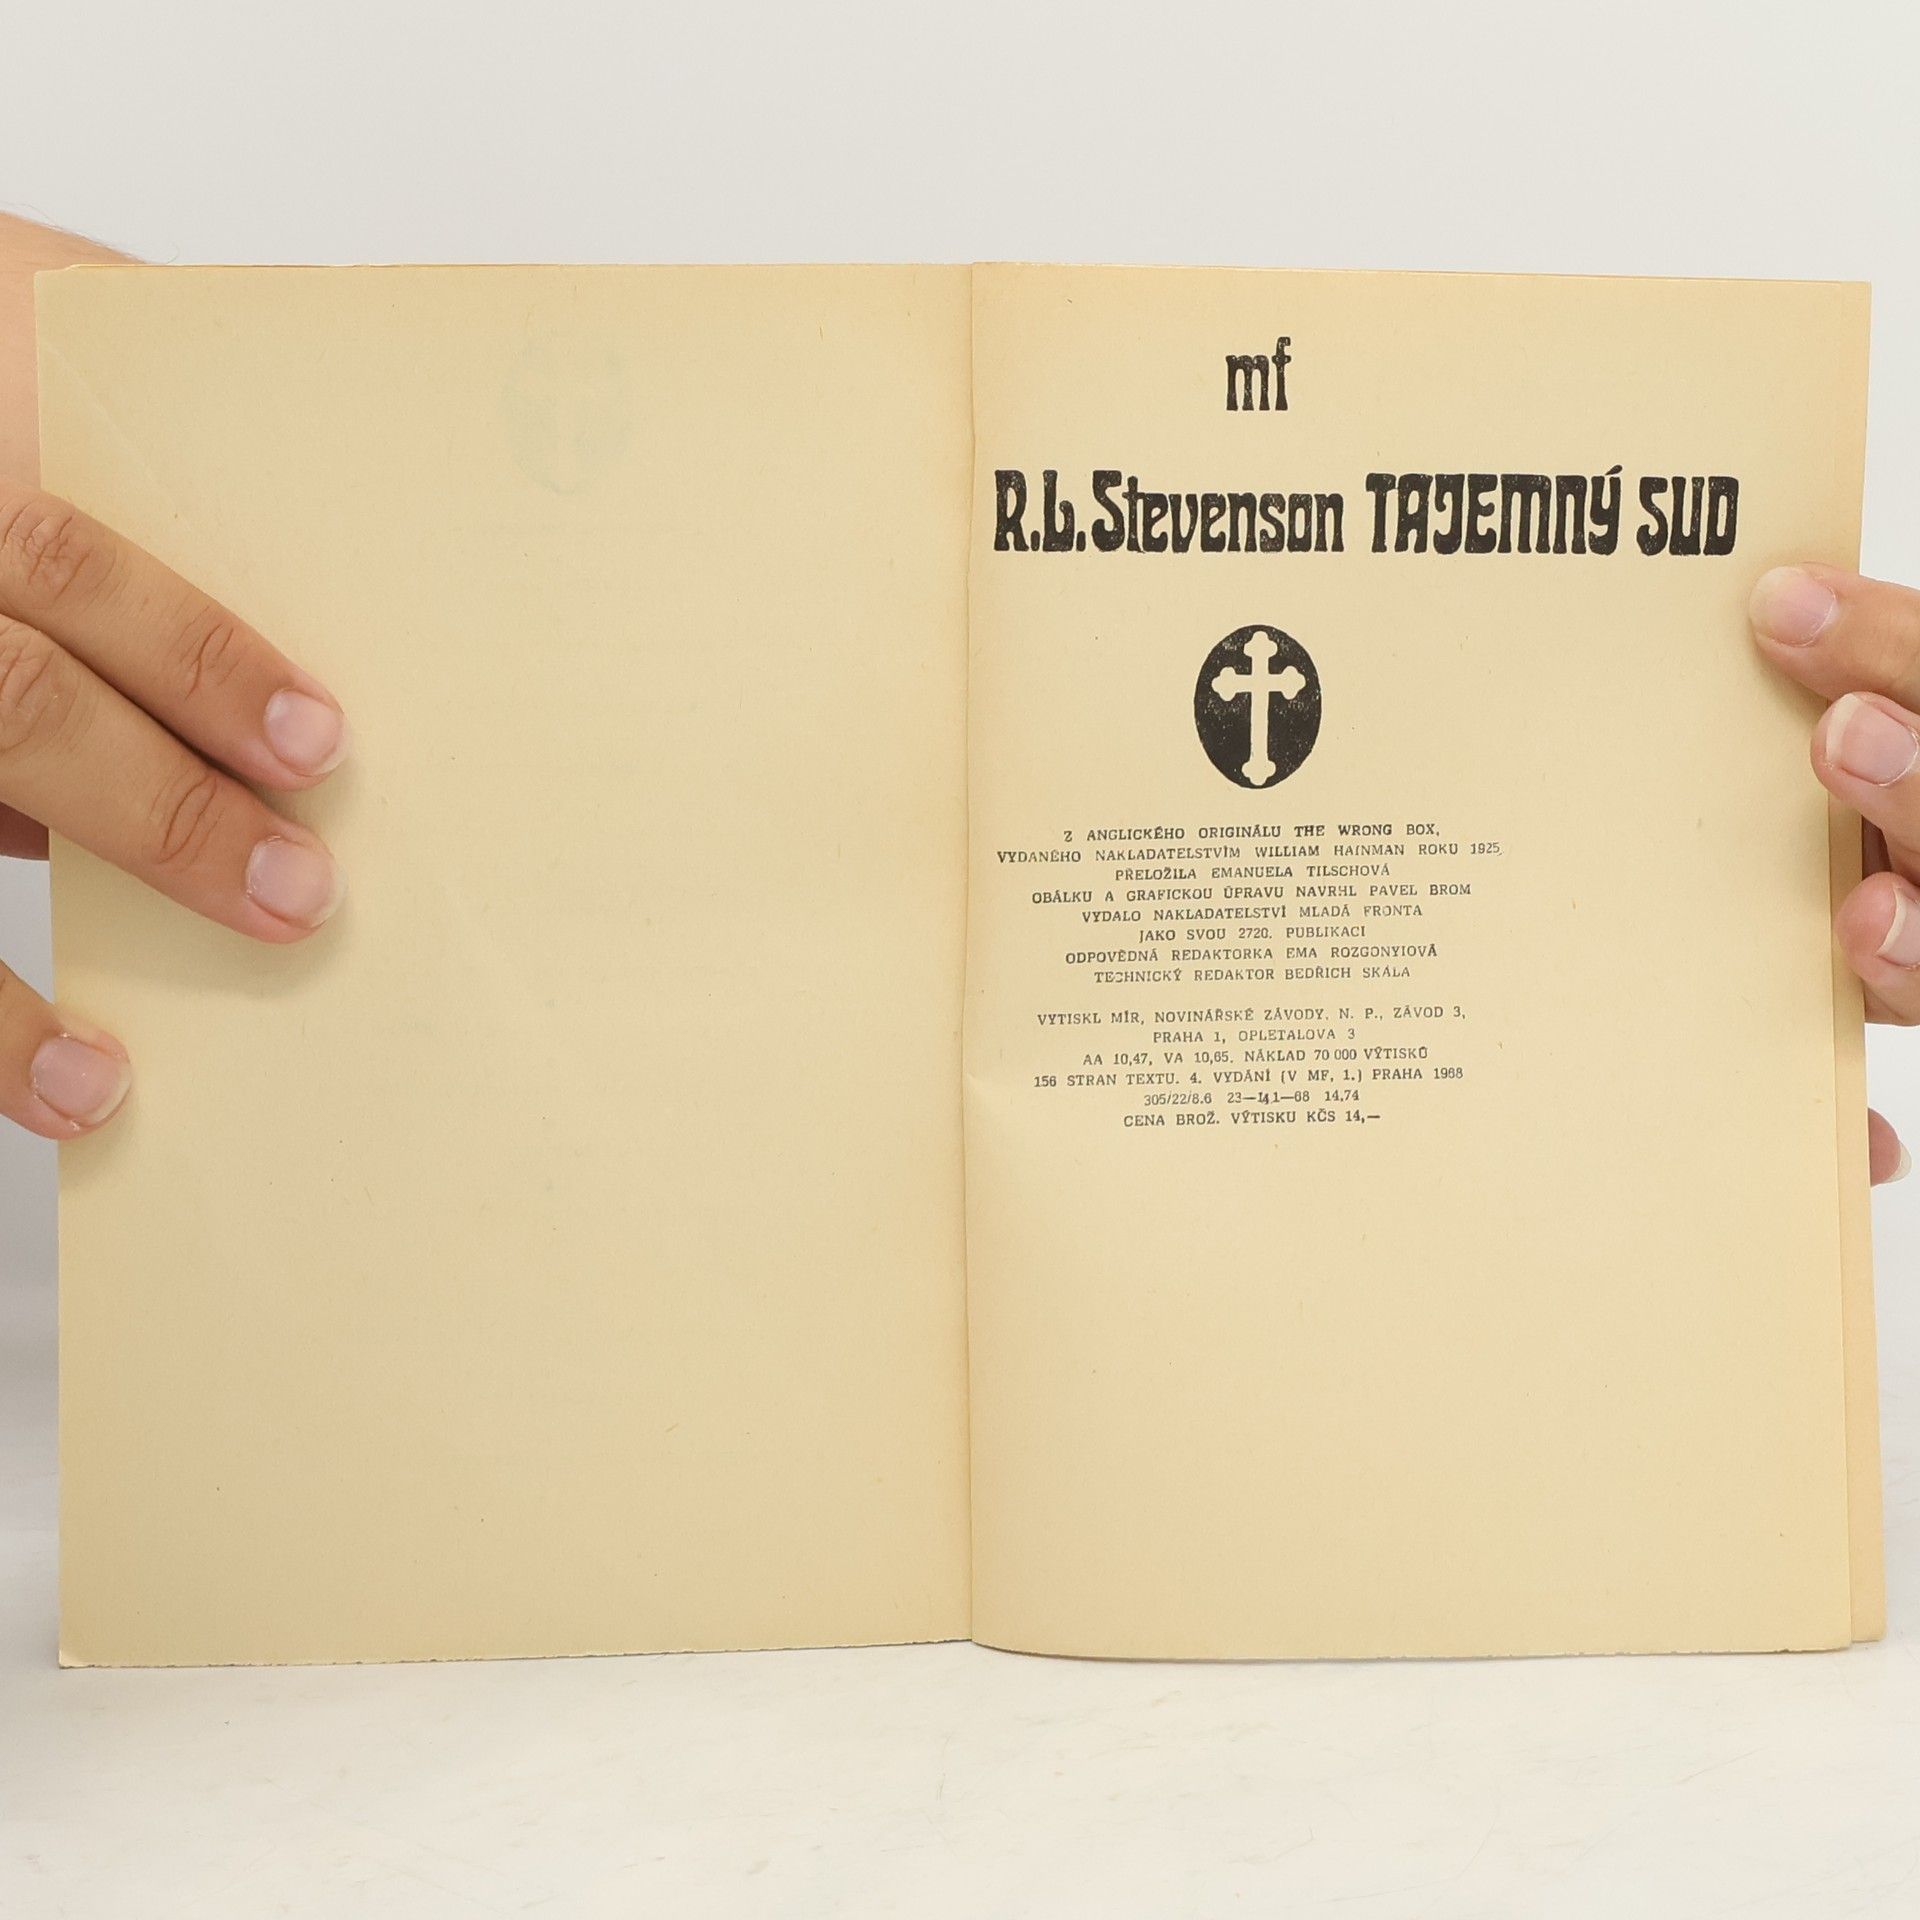 mf
R.L. Stevenson TAJEMNÝ SUD
Z ANGLICKÉHO ORIGINÁLU THE WRONG BOX,
VYDANÉHO NAKLADATELSTVÍM WILLIAM HAINMAN ROKU 1925,
PŘELOŽILA EMANUELA TILSCHOVÁ
OBÁLKU A GRAFICKOU ÚPRAVU NAVRHL PAVEL BROM
VYDALO NAKLADATELSTVÍ MLADÁ FRONTA
JAKO SVOU 2720. PUBLIKACI
ODPOVĚDNÁ REDAKTORKA EMA ROZGONYIOVÁ
TECHNICKÝ REDAKTOR BEDŘICH SKÁLA
VYTISKL MÍR, NOVINÁŘSKÉ ZÁVODY, N. P., ZÁVOD 3,
PRAHA 1, OPLETALOVA 3
AA 10,47, VA 10,65. NÁKLAD 70 000 VÝTISKŮ
156 STRAN TEXTU. 4. VYDÁNÍ (V MF, 1.) PRAHA 1968
305/22/8.6 23—141—68 14.74
CENA BROŽ. VÝTISKU KČS 14,—